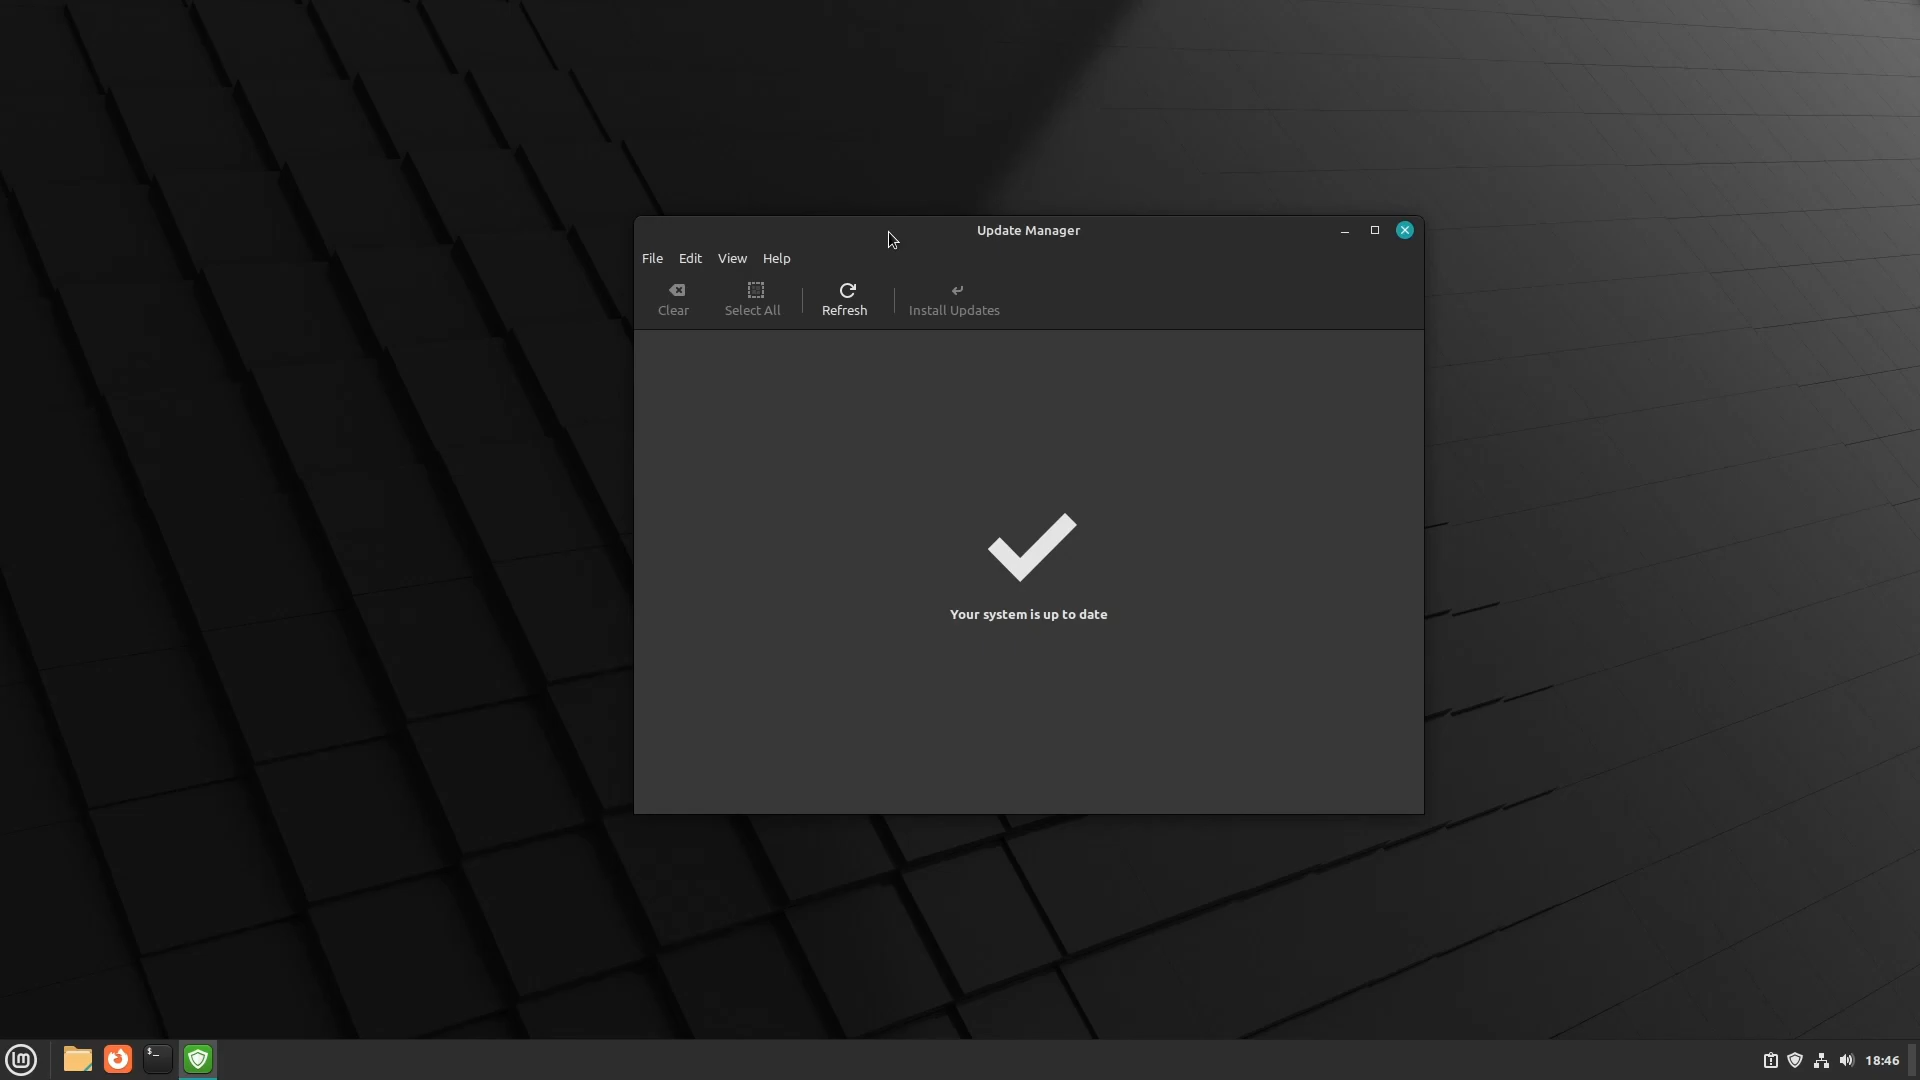 Update Manager
File Edit View Help
Clear Select All Refresh Install Updates
Your system is up to date
18:46